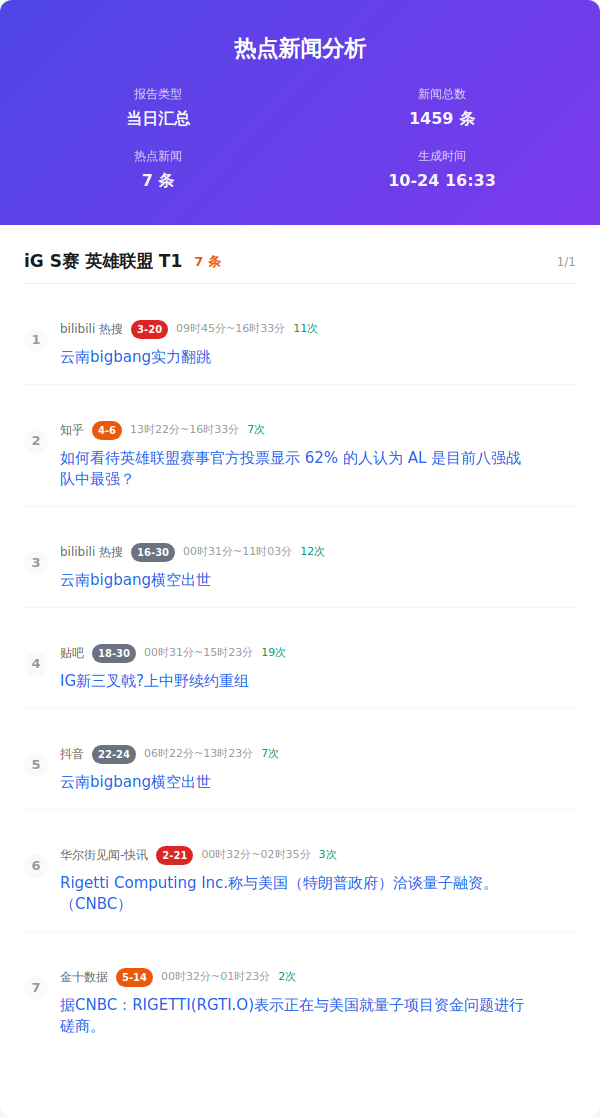 热点新闻分析
报告类型
新闻总数
当日汇总
1459 条
热点新闻
生成时间
7 条
10-24 16:33
iG S赛 英雄联盟 T1 7 条 1/1
1
bilibili 热搜 3-20 09时45分~16时33分 11次
云南bigbang实力翻跳
2
知乎 4-6 13时22分~16时33分 7次
如何看待英雄联盟赛事官方投票显示 62% 的人认为 AL 是目前八强战
队中最强？
3
bilibili 热搜 16-30 00时31分~11时03分 12次
云南bigbang横空出世
4
贴吧 18-30 00时31分~15时23分 19次
IG新三叉戟?上中野续约重组
5
抖音 22-24 06时22分~13时23分 7次
云南bigbang横空出世
6
华尔街见闻-快讯 2-21 00时32分~02时35分 3次
Rigetti Computing Inc.称与美国（特朗普政府）洽谈量子融资。
（CNBC）
7
金十数据 5-14 00时32分~01时23分 2次
据CNBC：RIGETTI(RGTI.O)表示正在与美国就量子项目资金问题进行
磋商。